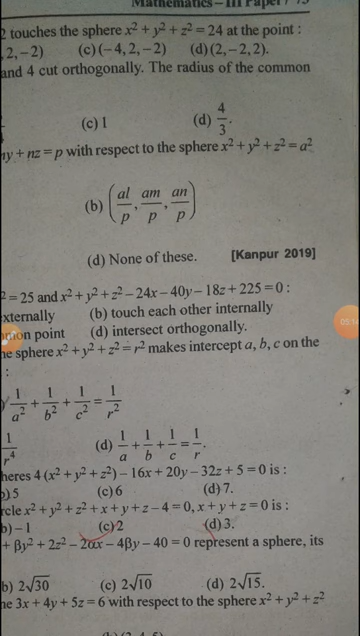 Mathematics–III Paper / 73
2 touches the sphere x² + y² + z² = 24 at the point :
,2,–2) (c) (– 4, 2, – 2) (d) (2, – 2, 2).
and 4 cut orthogonally. The radius of the common
(c) 1 (d) 4/3.
ny + nz = p with respect to the sphere x² + y² + z² = a²
(b) (al/p, am/p, an/p)
(d) None of these. [Kanpur 2019]
² = 25 and x² + y² + z² – 24x – 40y – 18z + 225 = 0 :
externally (b) touch each other internally
mon point (d) intersect orthogonally.
he sphere x² + y² + z² = r² makes intercept a, b, c on the
:
1/a² + 1/b² + 1/c² = 1/r²
1/r⁴ (d) 1/a + 1/b + 1/c = 1/r.
heres 4 (x² + y² + z²) – 16x + 20y – 32z + 5 = 0 is :
b) 5 (c) 6 (d) 7.
rcle x² + y² + z² + x + y + z – 4 = 0, x + y + z = 0 is :
b) – 1 (c) 2 (d) 3.
+ βy² + 2z² – 2αx – 4βy – 40 = 0 represent a sphere, its
b) 2√30 (c) 2√10 (d) 2√15.
ne 3x + 4y + 5z = 6 with respect to the sphere x² + y² + z²